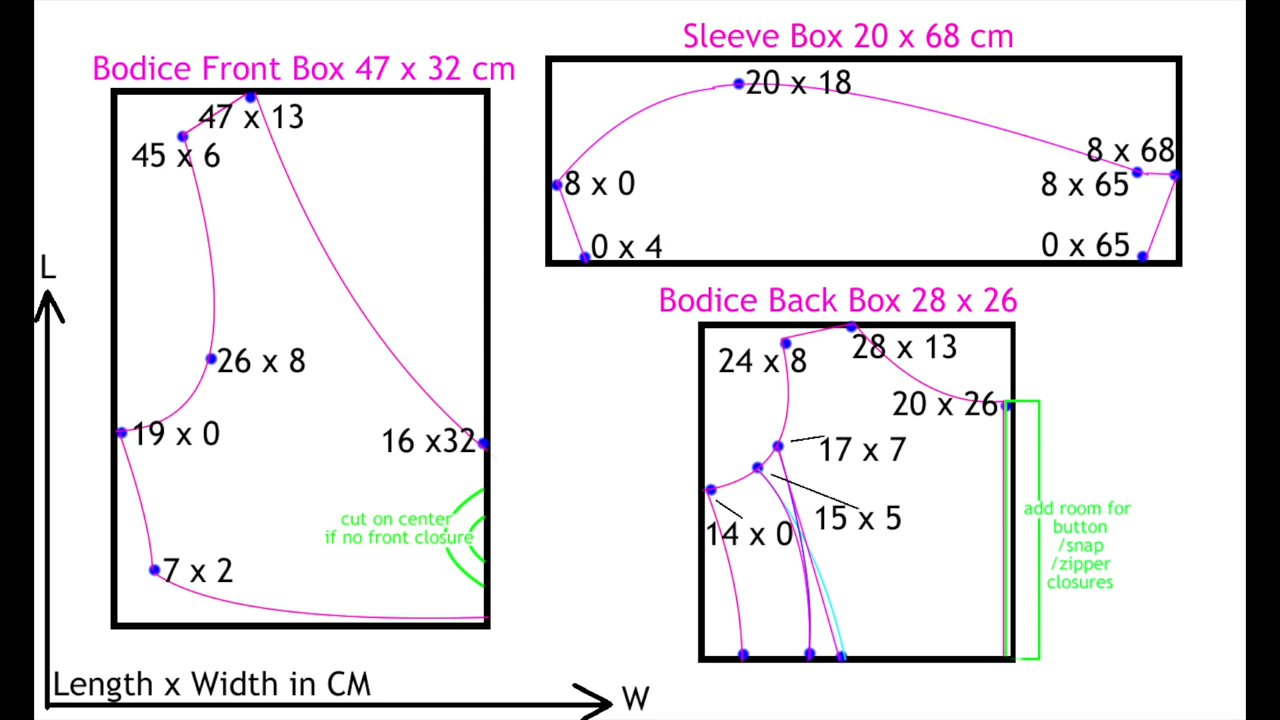 Bodice Front Box 47 x 32 cm
47 x 13
45 x 6
26 x 8
19 x 0
16 x32
cut on center
if no front closure
7 x 2
L
Length x Width in CM
W
Sleeve Box 20 x 68 cm
20 x 18
8 x 68
8 x 0
8 x 65
0 x 4
0 x 65
Bodice Back Box 28 x 26
28 x 13
24 x 8
20 x 26
17 x 7
15 x 5
14 x 0
add room for
button
/snap
/zipper
closures